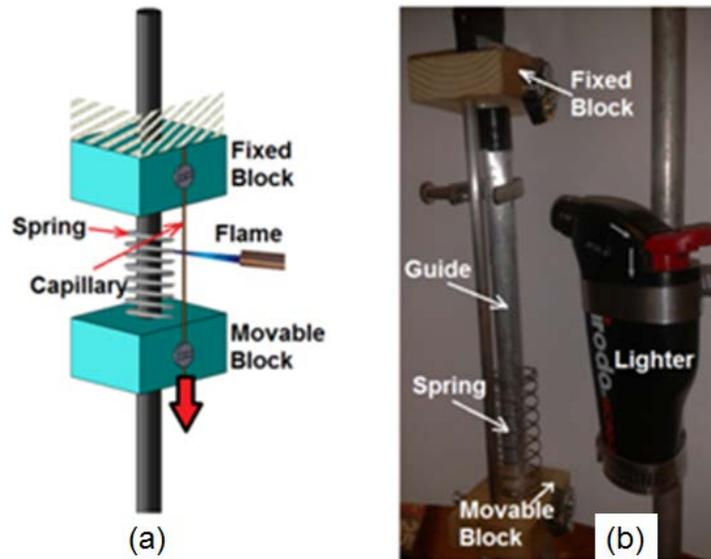 Fixed
Block
Spring
Flame
Capillary
Movable
Block
(a)
Fixed
Block
Guide
Lighter
Spring
Movable
Block
(b)